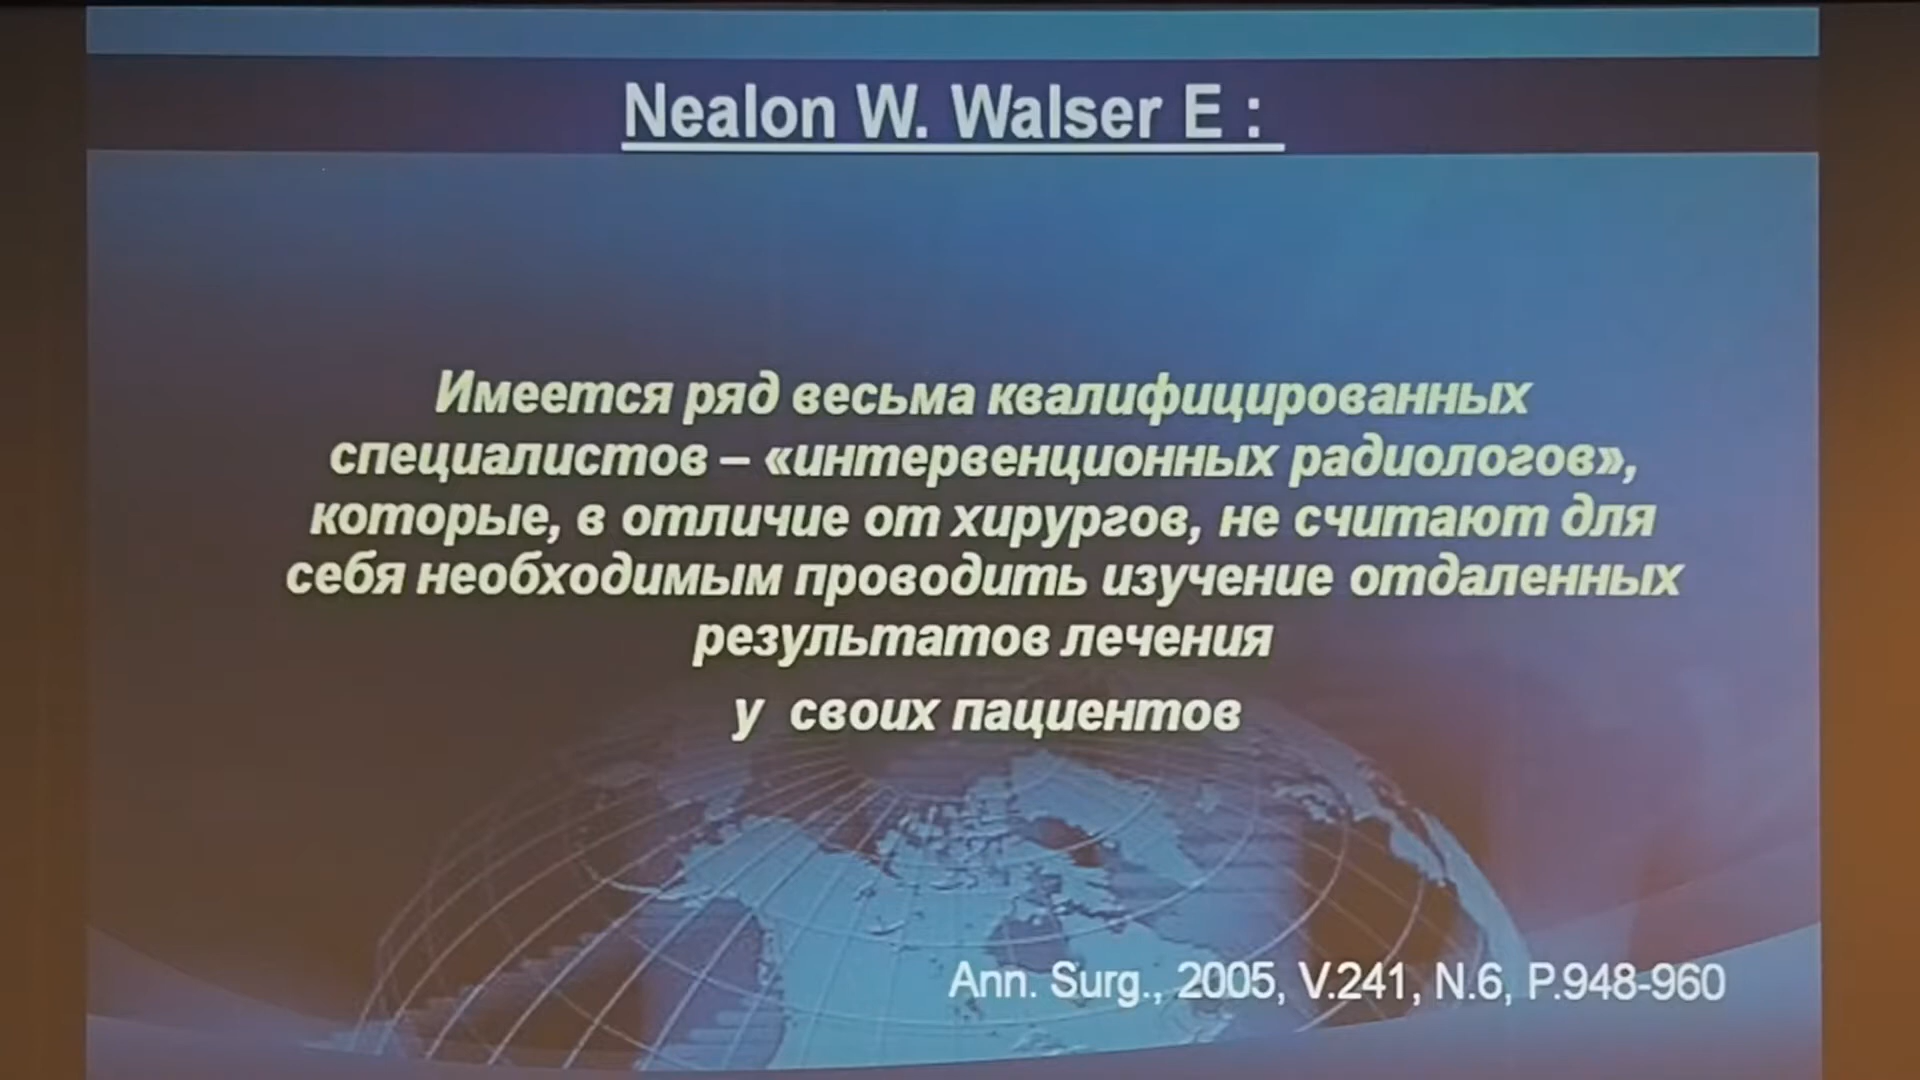 Nealon W. Walser E :
Имеется ряд весьма квалифицированных
специалистов – «интервенционных радиологов»,
которые, в отличие от хирургов, не считают для
себя необходимым проводить изучение отдаленных
результатов лечения
у своих пациентов
Ann. Surg., 2005, V.241, N.6, P.948-960